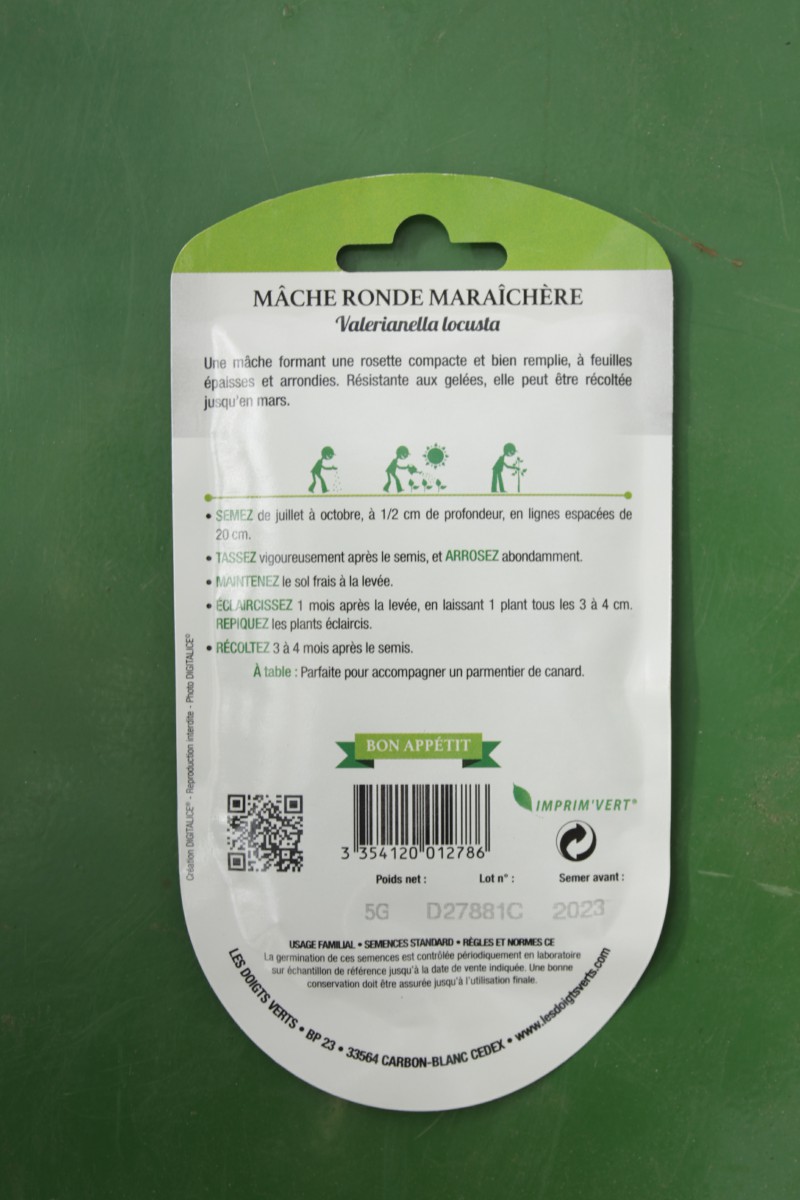 MÂCHE RONDE MARAÎCHÈRE
Valerianella locusta
Une mâche formant une rosette compacte et bien remplie, à feuilles
épaisses et arrondies. Résistante aux gelées, elle peut être récoltée
jusqu'en mars.
• SEMEZ de juillet à octobre, à 1/2 cm de profondeur, en lignes espacées de
20 cm.
• TASSEZ vigoureusement après le semis, et ARROSEZ abondamment.
• MAINTENEZ le sol frais à la levée.
• ÉCLAIRCISSEZ 1 mois après la levée, en laissant 1 plant tous les 3 à 4 cm.
REPIQUEZ les plants éclaircis.
• RÉCOLTEZ 3 à 4 mois après le semis.
À table : Parfaite pour accompagner un parmentier de canard.
Création DIGITALICE® - Reproduction interdite - Photo DIGITALICE®
BON APPÉTIT
IMPRIM'VERT®
3 354120 012786
Poids net : Lot n° : Semer avant :
5G D27881C 2023
USAGE FAMILIAL • SEMENCES STANDARD • RÈGLES ET NORMES CE
La germination de ces semences est contrôlée périodiquement en laboratoire
sur échantillon de référence jusqu'à la date de vente indiquée. Une bonne
conservation doit être assurée jusqu'à l'utilisation finale.
LES DOIGTS VERTS • BP 23 • 33564 CARBON-BLANC CEDEX • www.lesdoigtsverts.com